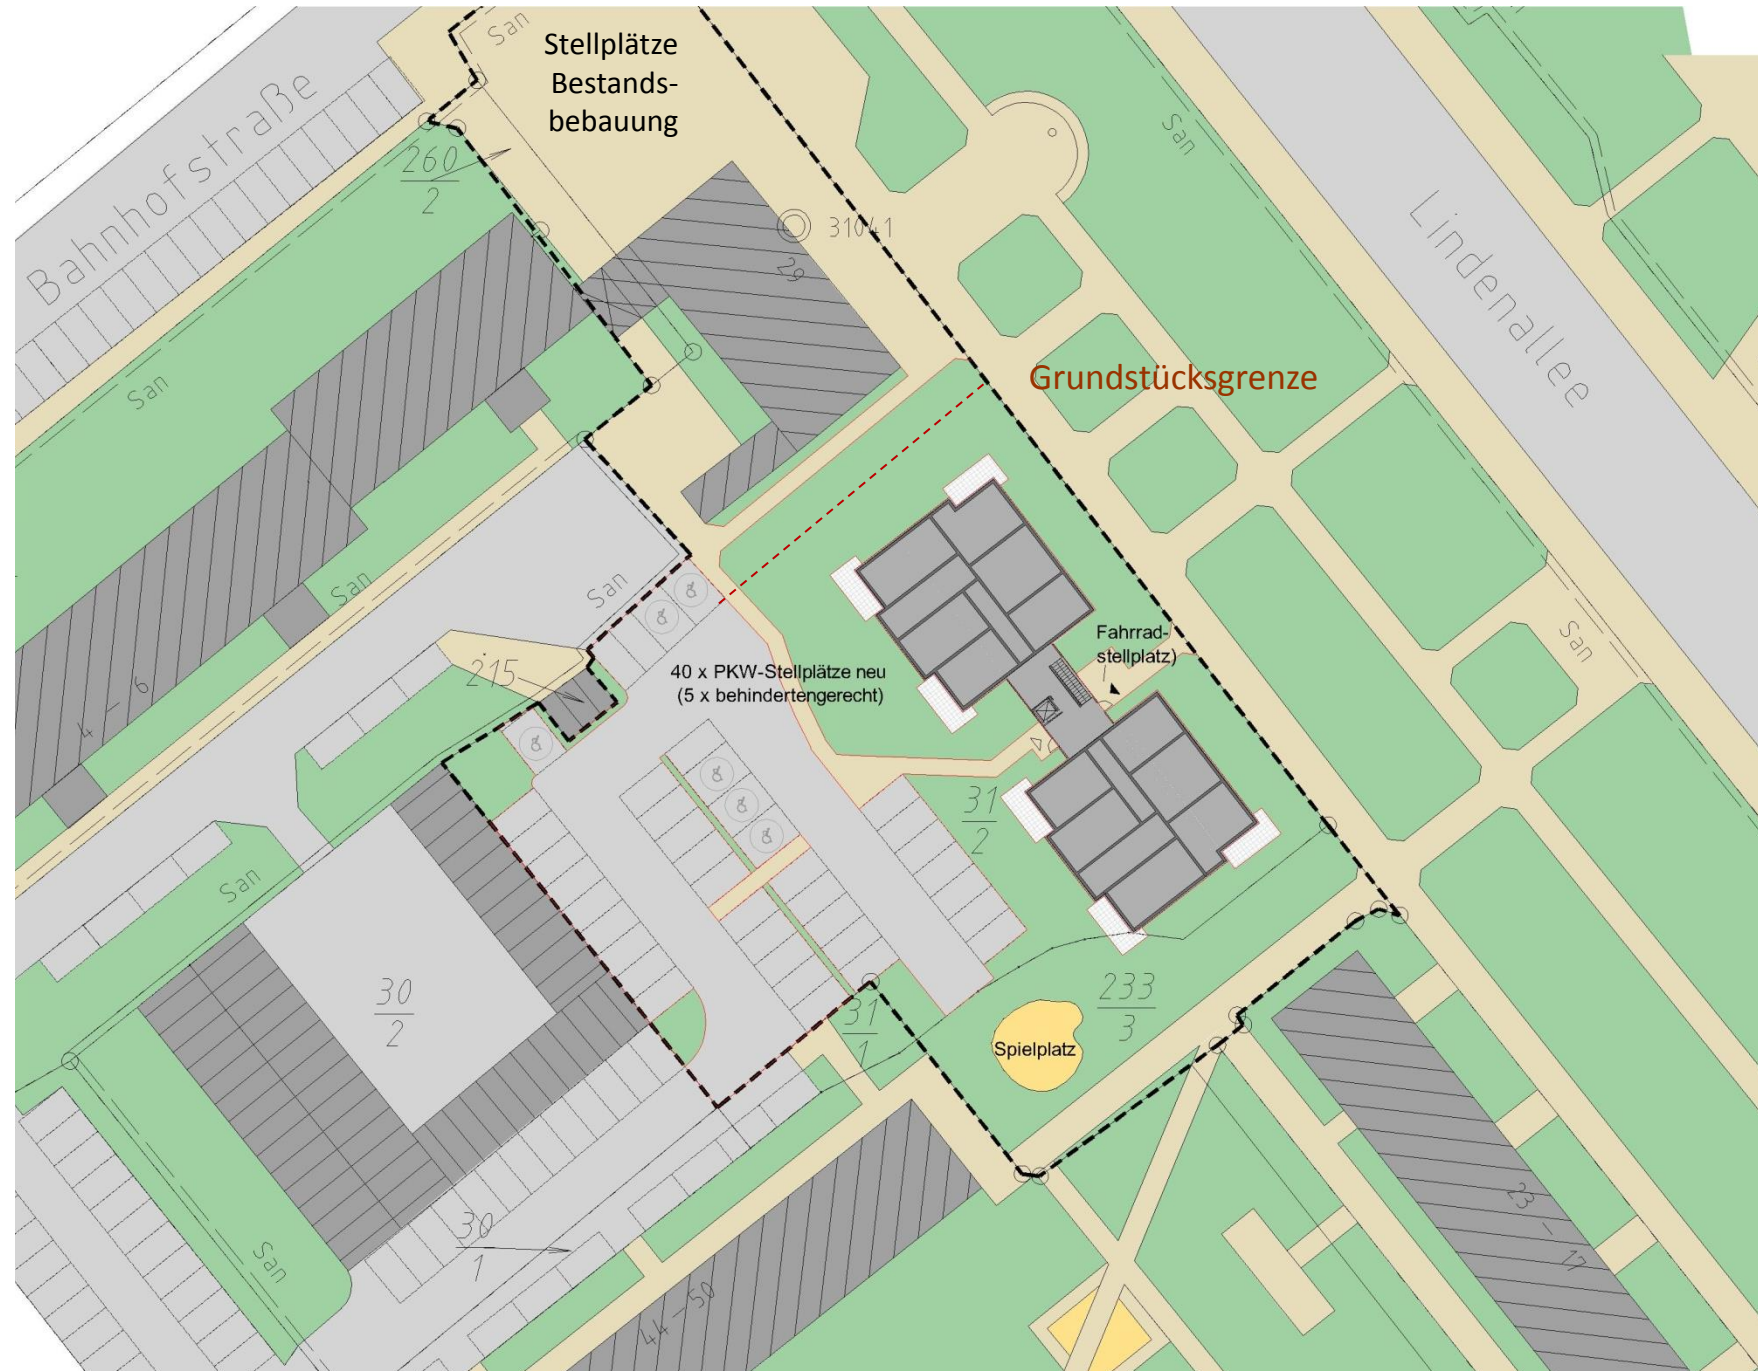 San
Stellplätze
Bestands-
bebauung
Bahnhofstraße
260
2
San
31041
29
Lindenallee
Grundstücksgrenze
San
San
San
San
215
4 - 6
40 x PKW-Stellplätze neu
(5 x behindertengerecht)
Fahrrad-
stellplatz)
31
2
San
30
2
31
1
233
3
Spielplatz
30
1
San
44-50
23 - 17